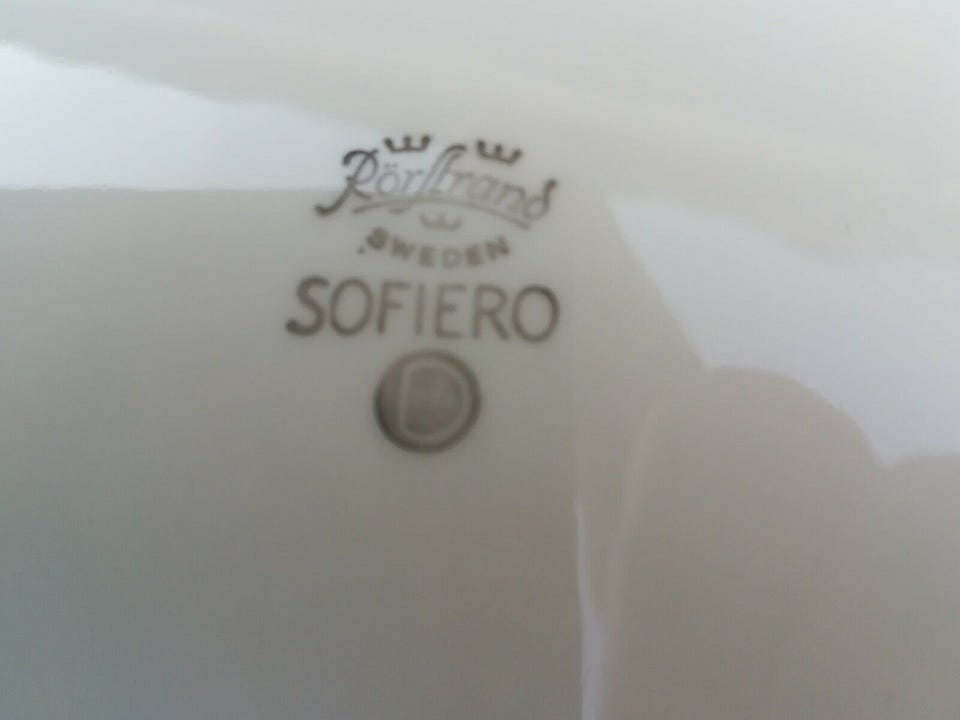 Rörstrand
SWEDEN
SOFIERO
D